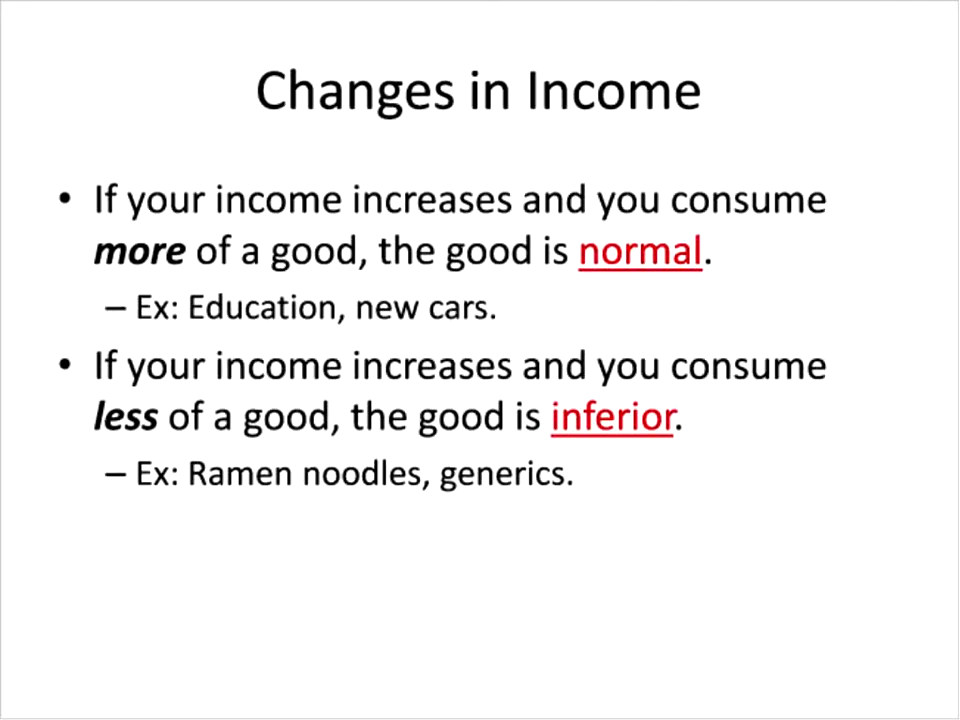 Changes in Income
• If your income increases and you consume
more of a good, the good is normal.
– Ex: Education, new cars.
• If your income increases and you consume
less of a good, the good is inferior.
– Ex: Ramen noodles, generics.